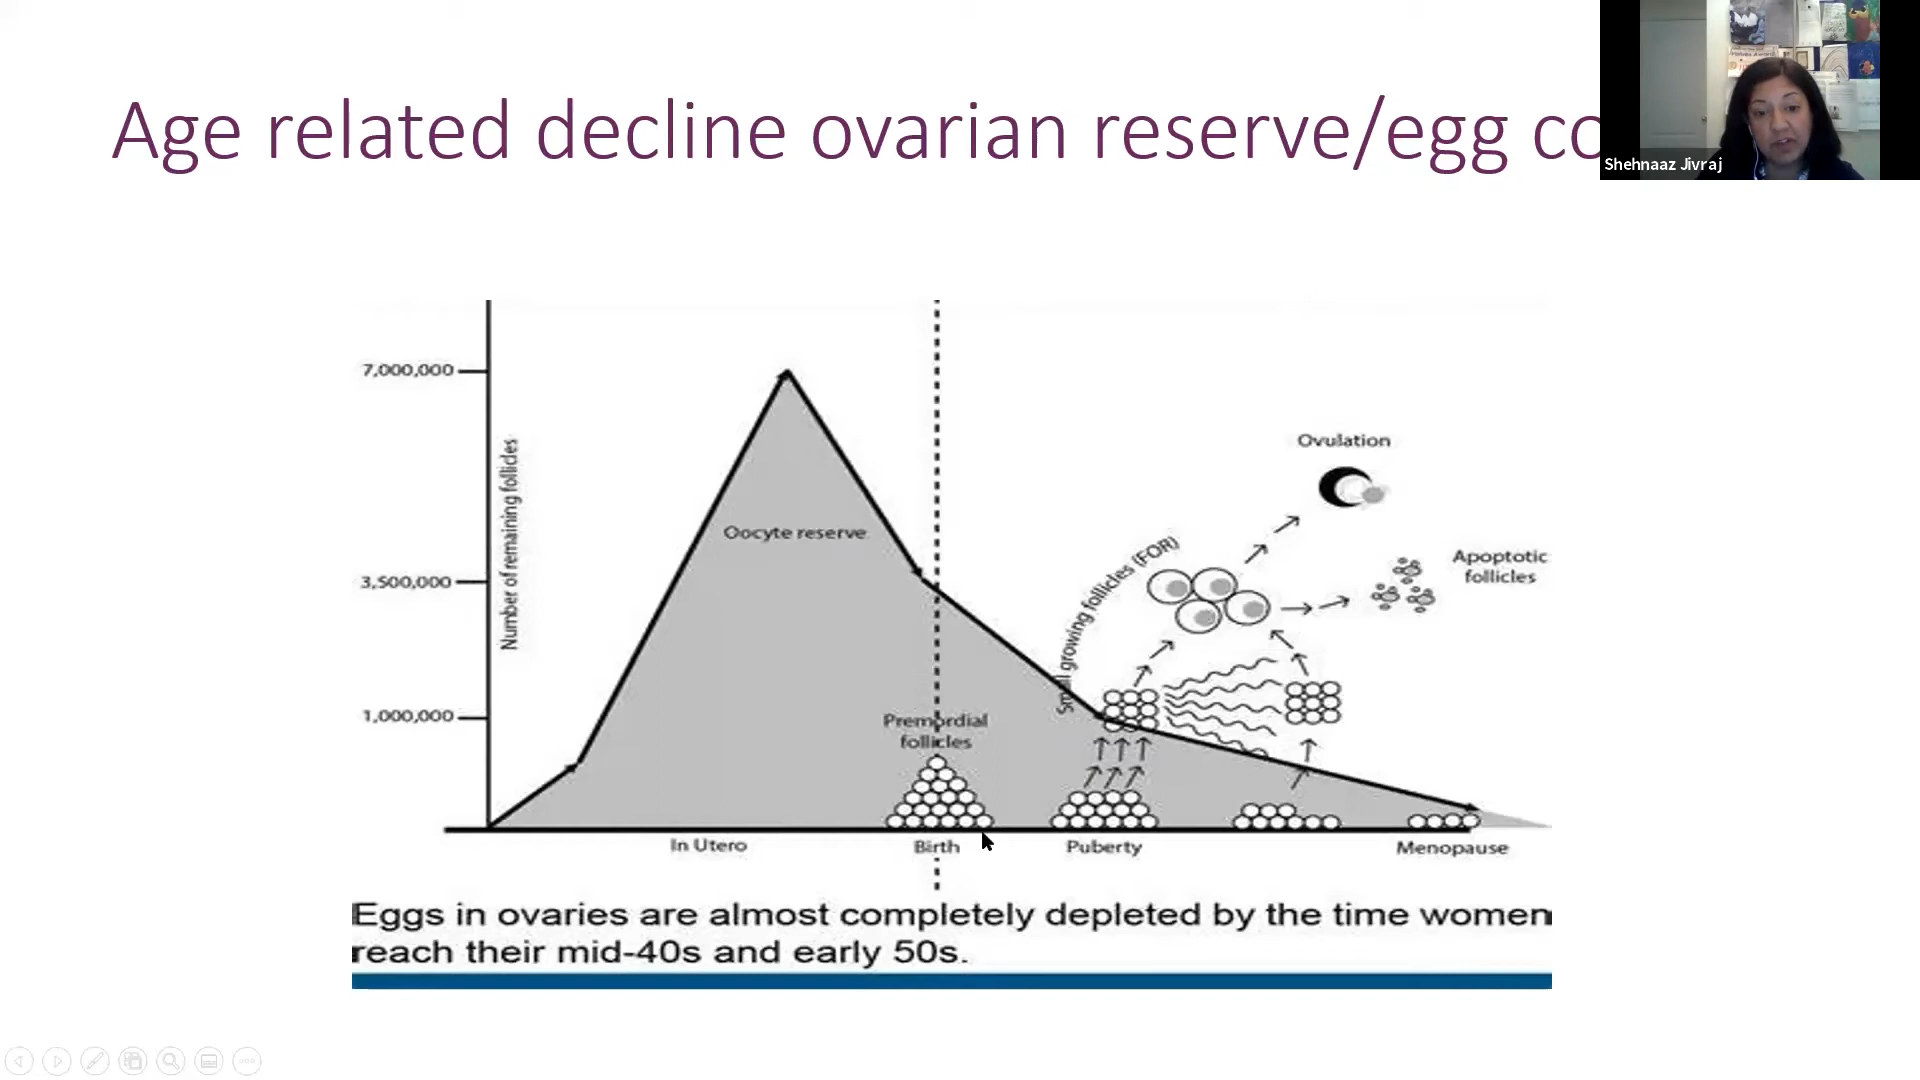 Age related decline ovarian reserve/egg co
Shehnaaz Jivraj
7,000,000
3,500,000
1,000,000
Number of remaining follicles
Oocyte reserve
Premordial
follicles
Small growing follicles (FOR)
Ovulation
Apoptotic
follicles
In Utero
Birth
Puberty
Menopause
Eggs in ovaries are almost completely depleted by the time women
reach their mid-40s and early 50s.